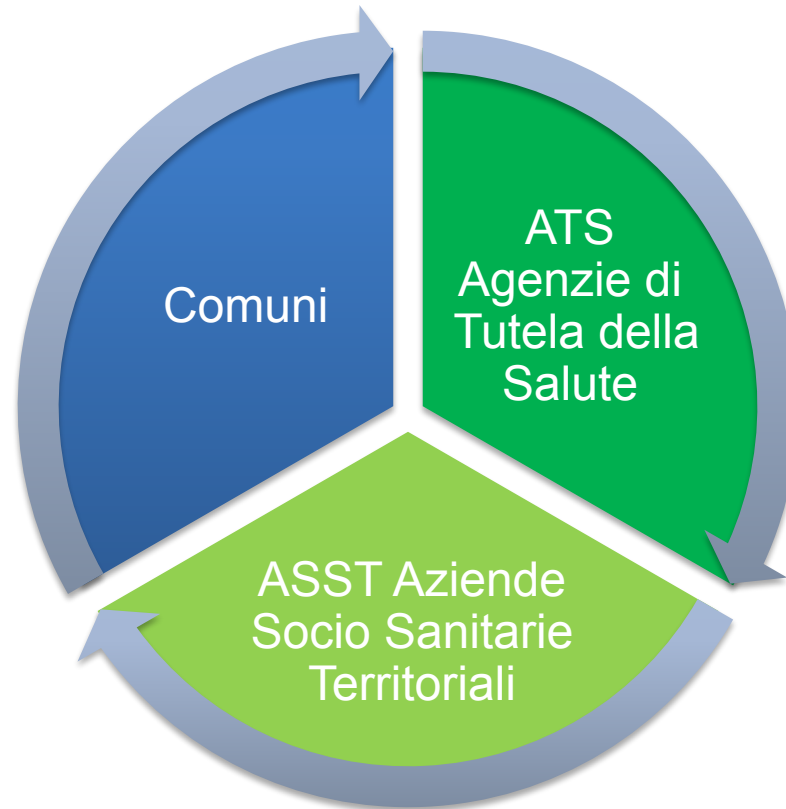 Comuni
ATS
Agenzie di
Tutela della
Salute
ASST Aziende
Socio Sanitarie
Territoriali